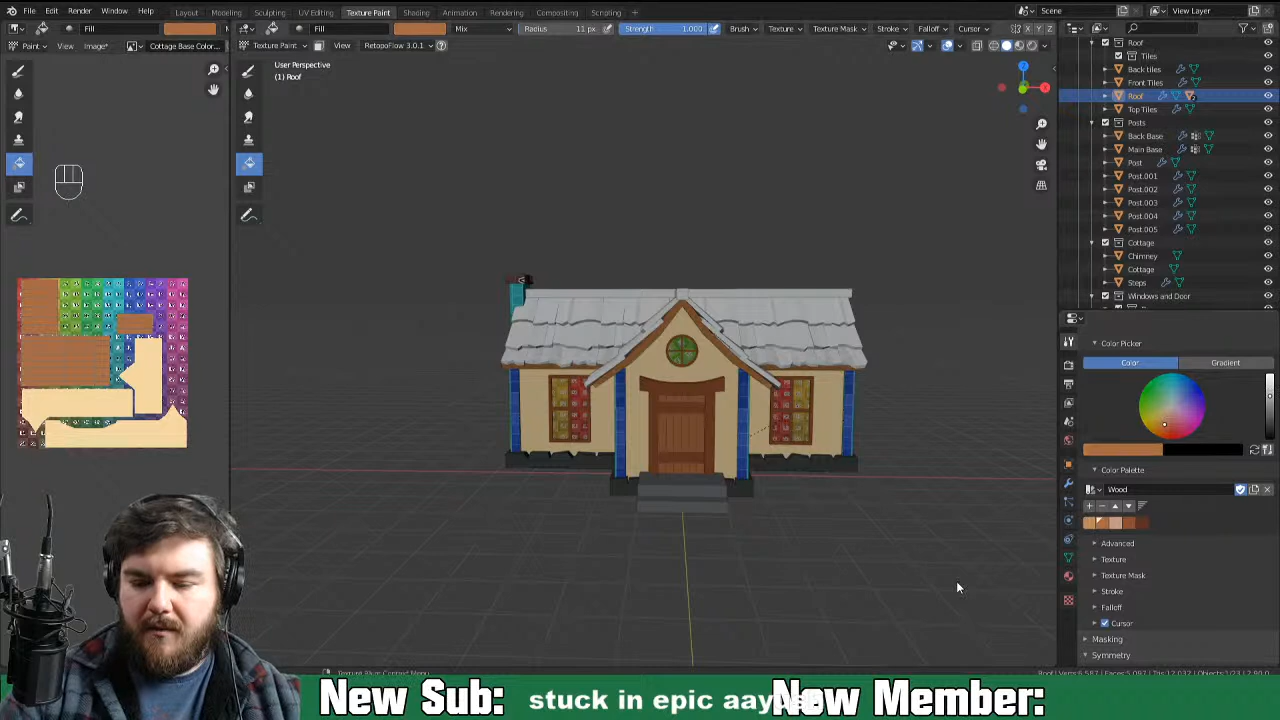 File Edit Render Window Help Layout Modeling Sculpting UV Editing Texture Paint Shading Animation Rendering Compositing Scripting + Scene View Layer
Fill Fill Mix Radius 11 px Strength 1.000 Brush Texture Texture Mask Stroke Falloff Cursor X Y Z
Paint View Image* Cottage Base Color... Texture Paint View RetopoFlow 3.0.1
User Perspective
(1) Roof
Roof
Tiles
Back tiles
Front Tiles
Roof
Top Tiles
Posts
Back Base
Main Base
Post
Post.001
Post.002
Post.003
Post.004
Post.005
Cottage
Chimney
Cottage
Steps
Windows and Door
Color Picker
Color Gradient
Color Palette
Wood
Advanced
Texture
Texture Mask
Stroke
Falloff
Cursor
Masking
Symmetry
New Sub: stuck in epic New Member: